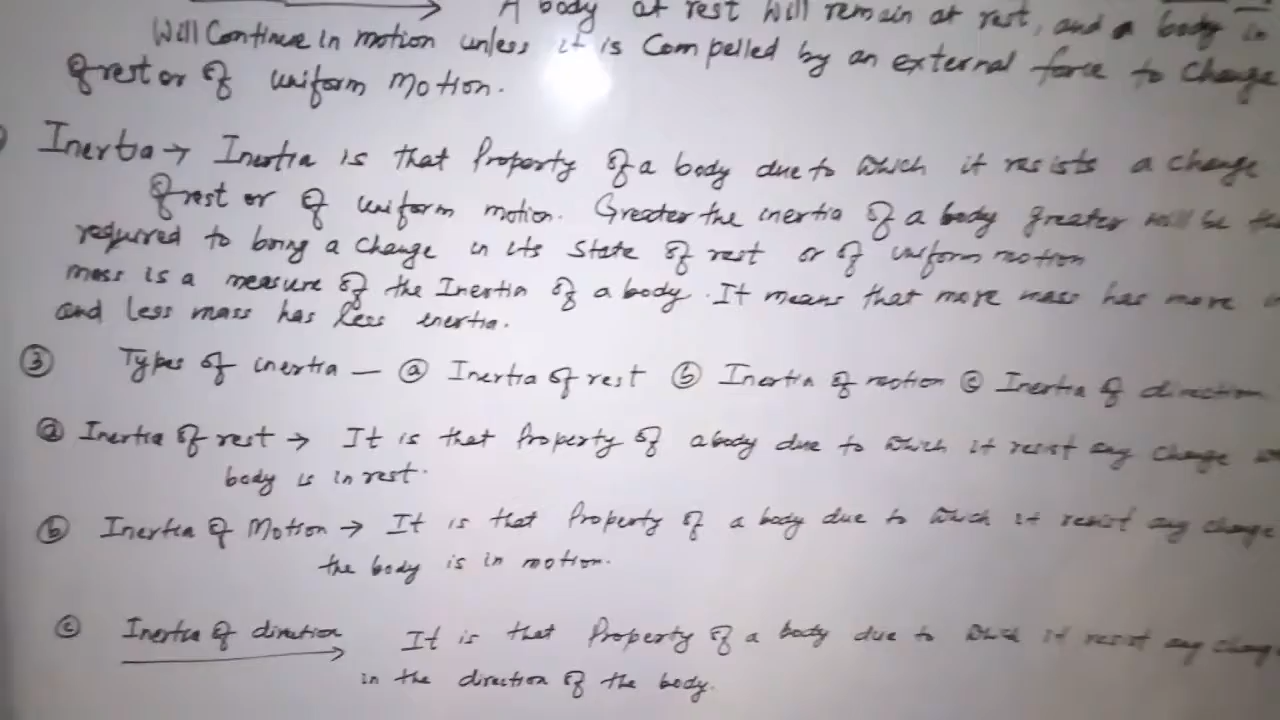 A body at rest will remain at rest, and a body in
Will Continue in motion unless it is Compelled by an external force to Change
of rest or of uniform Motion.
Inertia → Inertia is that Property of a body due to which it resists a change
of rest or of uniform motion. Greater the inertia of a body greater will be the
required to bring a Change in its state of rest or of uniform motion
mass is a measure of the Inertia of a body. It means that more mass has more
and less mass has less inertia.
③ Types of inertia — ⓐ Inertia of rest ⓑ Inertia of motion ⓒ Inertia of direction
ⓐ Inertia of rest → It is that Property of a body due to which it resist any change
body is in rest.
ⓑ Inertia of Motion → It is that Property of a body due to which it resist any change
the body is in motion.
ⓒ Inertia of direction → It is that Property of a body due to which it resist any chang
in the direction of the body.